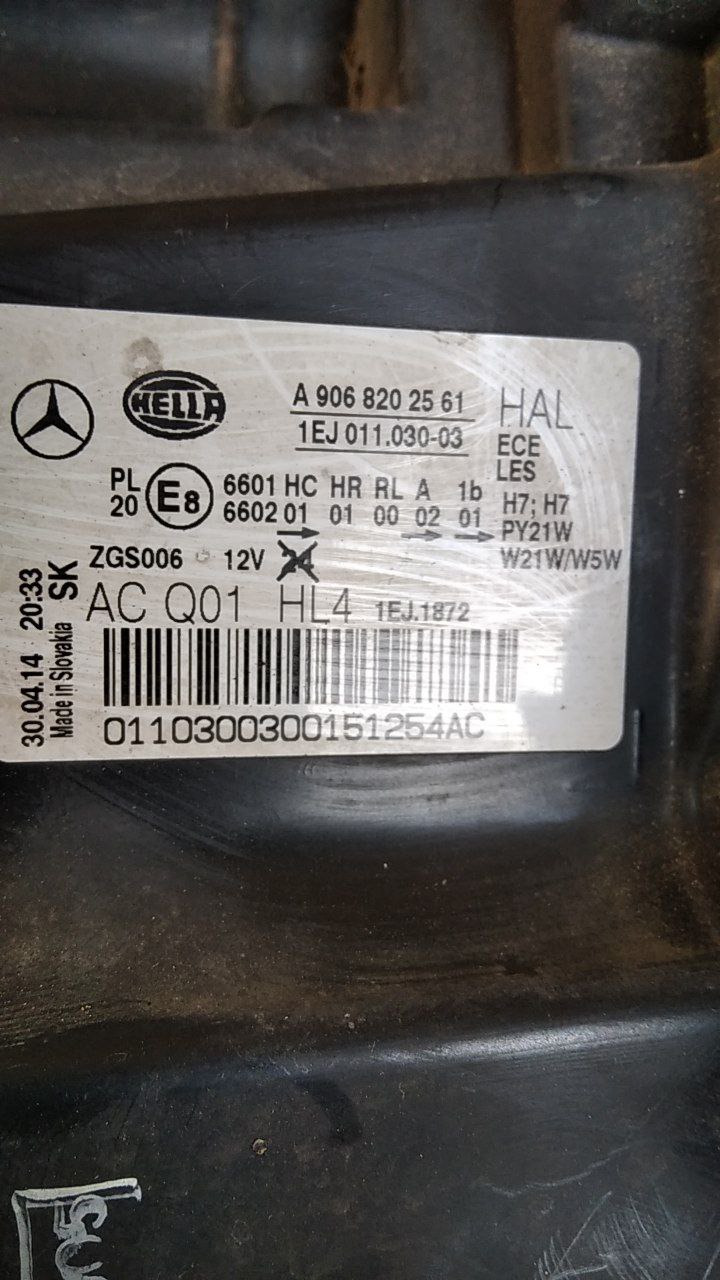 HELLA
A 906 820 25 61
1EJ 011.030-03
HAL
ECE
LES
PL
20
E8
6601 HC HR RL A 1b
6602 01 01 00 02 01
H7; H7
PY21W
W21W/W5W
ZGS006 12V 24
AC Q01 HL4 1EJ.1872
0110300300151254AC
30.04.14 20:33
Made in Slovakia SK